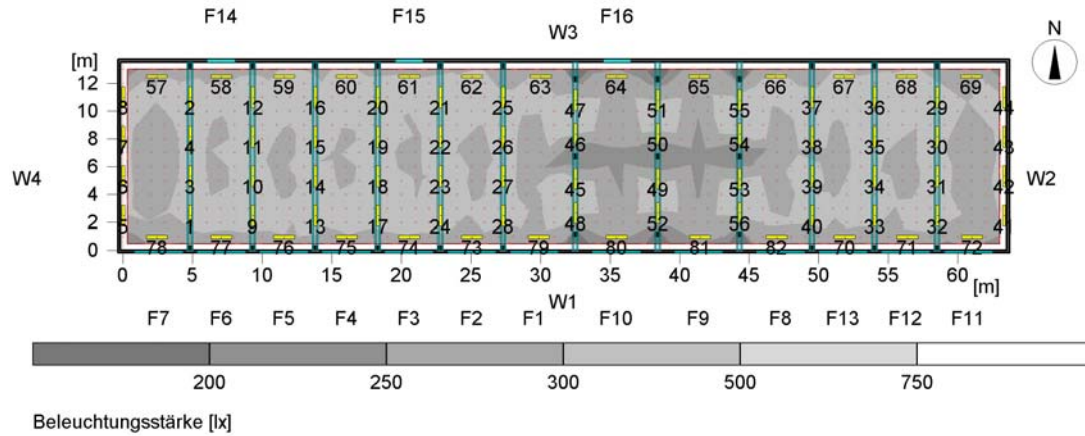 F14 F15 F16
W3
N
[m]
12
10
8
6
4
2
0
57 58 59 60 61 62 63 64 65 66 67 68 69
8 2 12 16 20 21 25 47 51 55 37 36 29 44
7 4 11 15 19 22 26 46 50 54 38 35 30 43
6 3 10 14 18 23 27 45 49 53 39 34 31 42
5 1 9 13 17 24 28 48 52 56 40 33 32 41
78 77 76 75 74 73 79 80 81 82 70 71 72
W4
W2
0 5 10 15 20 25 30 35 40 45 50 55 60
[m]
W1
F7 F6 F5 F4 F3 F2 F1 F10 F9 F8 F13 F12 F11
200 250 300 500 750
Beleuchtungsstärke [lx]